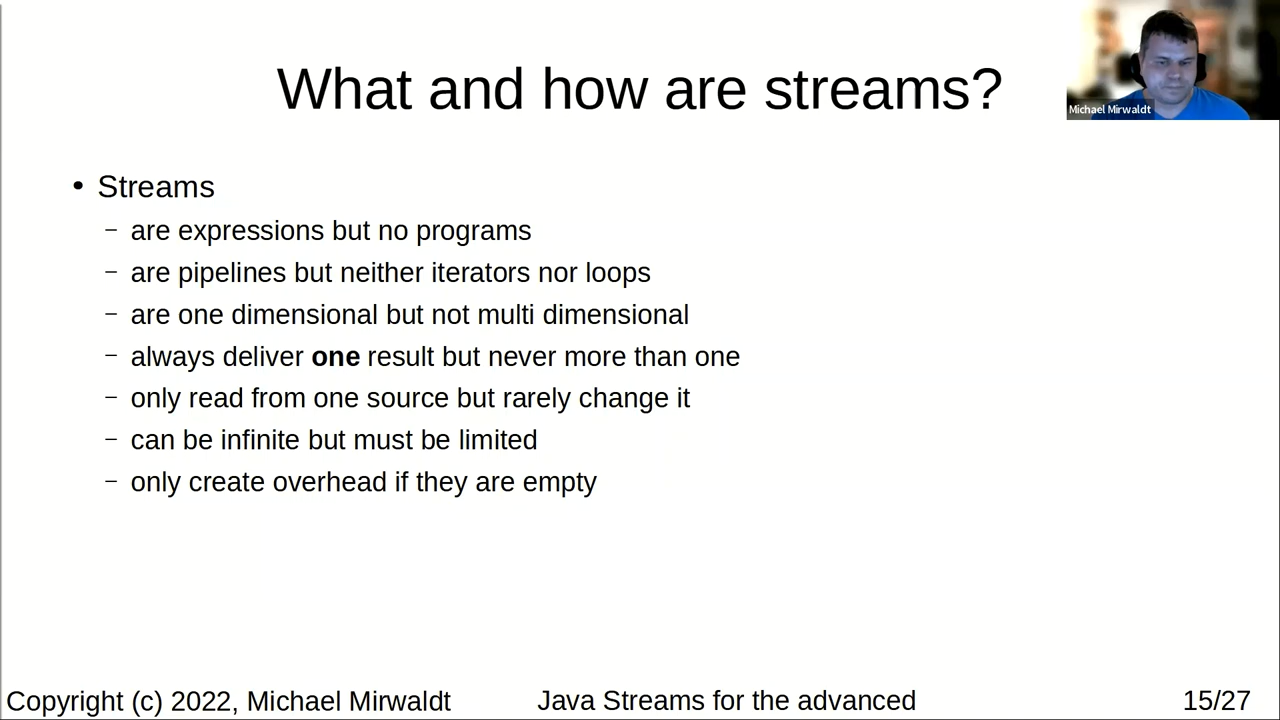 What and how are streams?
Michael Mirwaldt
• Streams
– are expressions but no programs
– are pipelines but neither iterators nor loops
– are one dimensional but not multi dimensional
– always deliver one result but never more than one
– only read from one source but rarely change it
– can be infinite but must be limited
– only create overhead if they are empty
Copyright (c) 2022, Michael Mirwaldt
Java Streams for the advanced
15/27